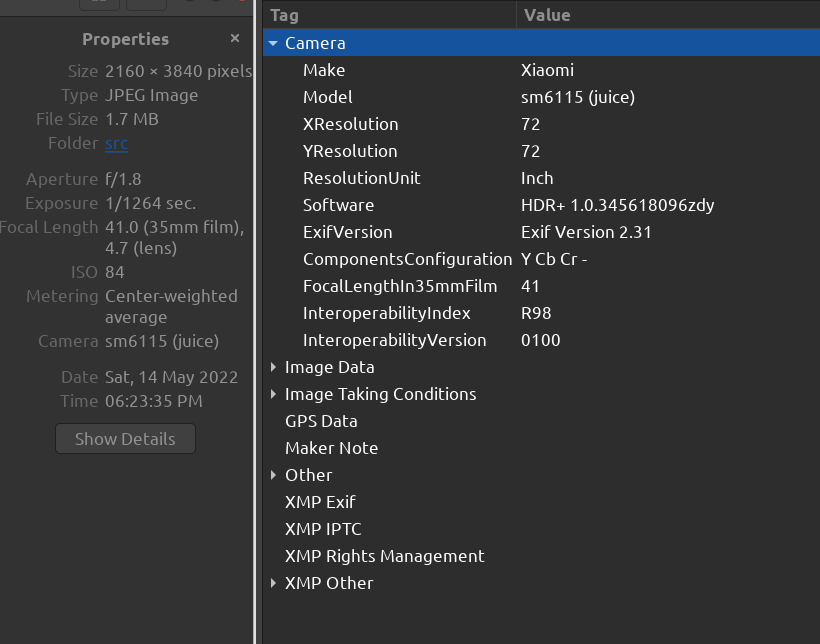 Properties
Size 2160 × 3840 pixels
Type JPEG Image
File Size 1.7 MB
Folder src
Aperture f/1.8
Exposure 1/1264 sec.
Focal Length 41.0 (35mm film),
4.7 (lens)
ISO 84
Metering Center-weighted
average
Camera sm6115 (juice)
Date Sat, 14 May 2022
Time 06:23:35 PM
Show Details
Tag Value
Camera
Make Xiaomi
Model sm6115 (juice)
XResolution 72
YResolution 72
ResolutionUnit Inch
Software HDR+ 1.0.345618096zdy
ExifVersion Exif Version 2.31
ComponentsConfiguration Y Cb Cr -
FocalLengthIn35mmFilm 41
InteroperabilityIndex R98
InteroperabilityVersion 0100
Image Data
Image Taking Conditions
GPS Data
Maker Note
Other
XMP Exif
XMP IPTC
XMP Rights Management
XMP Other